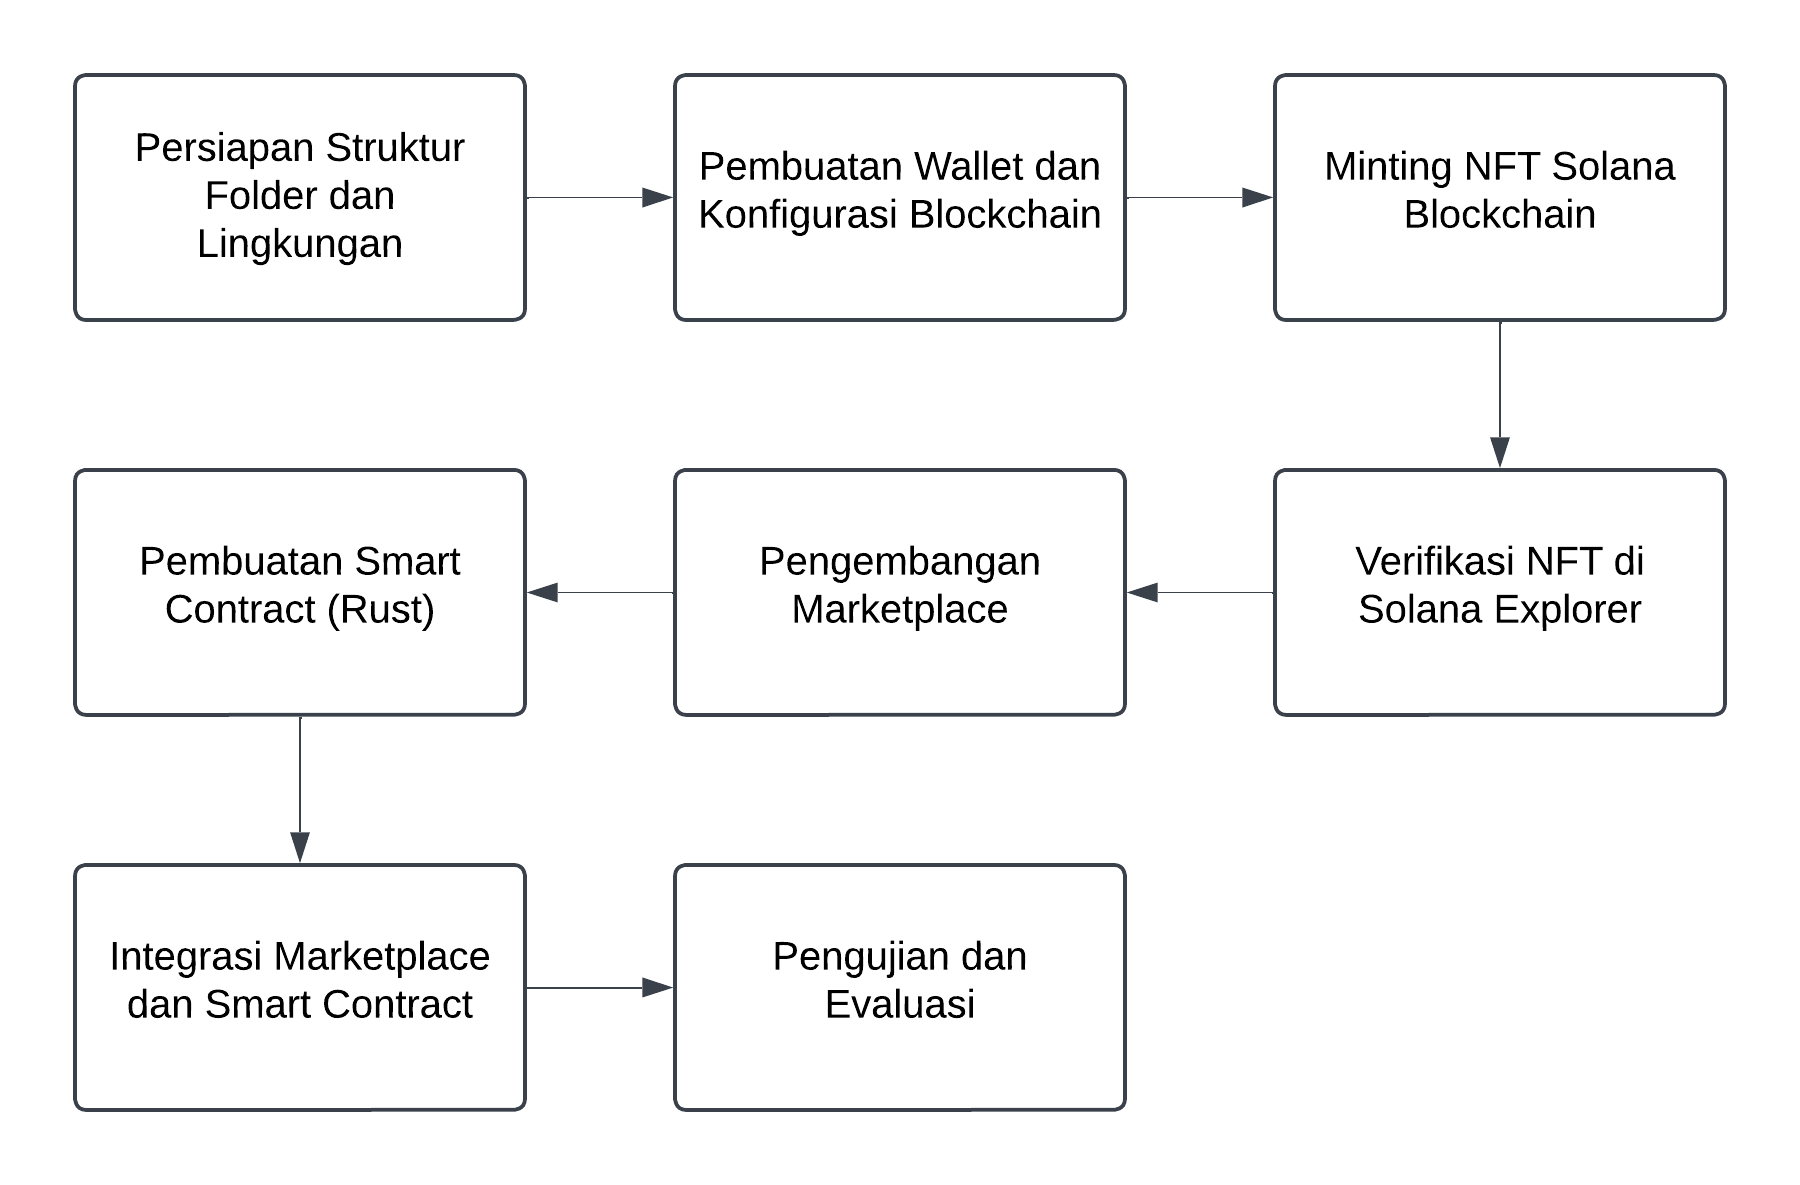 Persiapan Struktur
Folder dan
Lingkungan
Pembuatan Wallet dan
Konfigurasi Blockchain
Minting NFT Solana
Blockchain
Verifikasi NFT di
Solana Explorer
Pengembangan
Marketplace
Pembuatan Smart
Contract (Rust)
Integrasi Marketplace
dan Smart Contract
Pengujian dan
Evaluasi